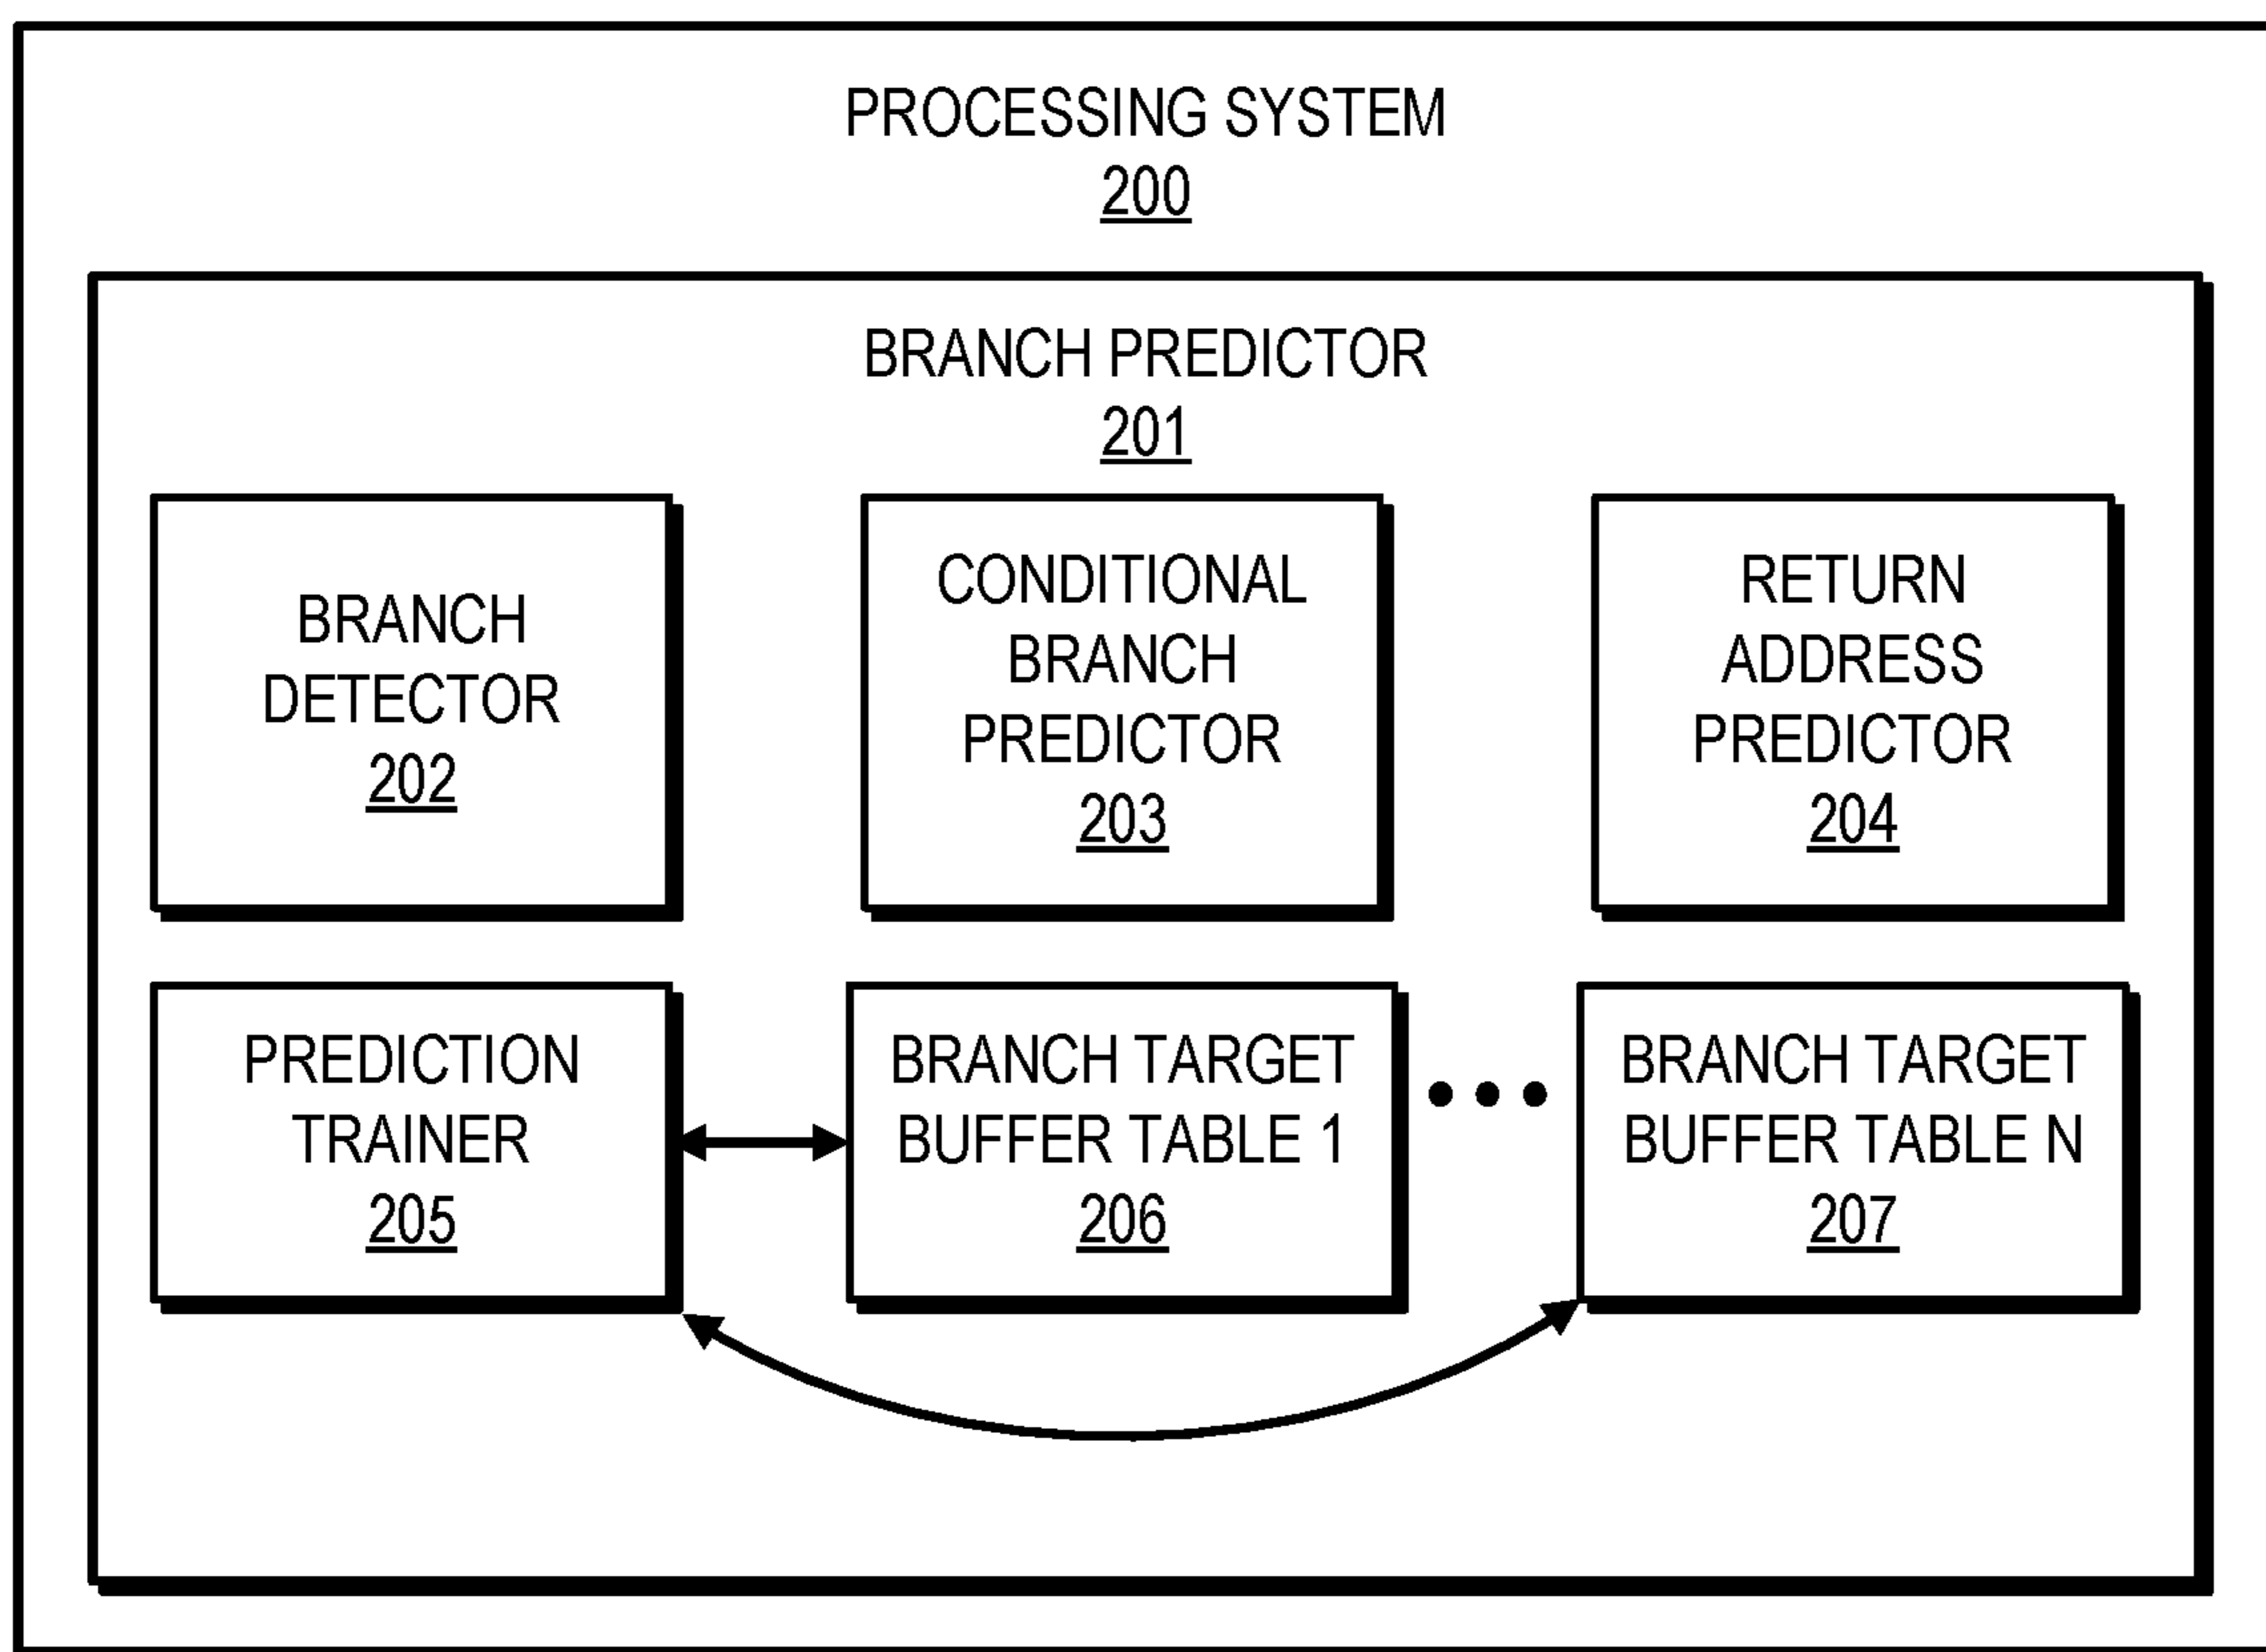 PROCESSING SYSTEM
200
BRANCH PREDICTOR
201
BRANCH
DETECTOR
202
CONDITIONAL
BRANCH
PREDICTOR
203
RETURN
ADDRESS
PREDICTOR
204
PREDICTION
TRAINER
205
BRANCH TARGET
BUFFER TABLE 1
206
BRANCH TARGET
BUFFER TABLE N
207